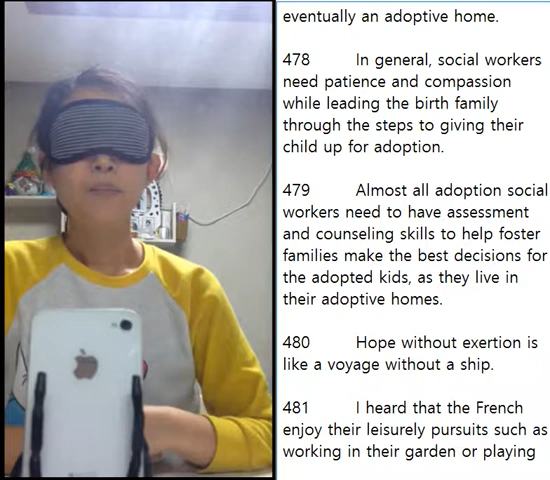 eventually an adoptive home.
478 In general, social workers
need patience and compassion
while leading the birth family
through the steps to giving their
child up for adoption.
479 Almost all adoption social
workers need to have assessment
and counseling skills to help foster
families make the best decisions for
the adopted kids, as they live in
their adoptive homes.
480 Hope without exertion is
like a voyage without a ship.
481 I heard that the French
enjoy their leisurely pursuits such as
working in their garden or playing